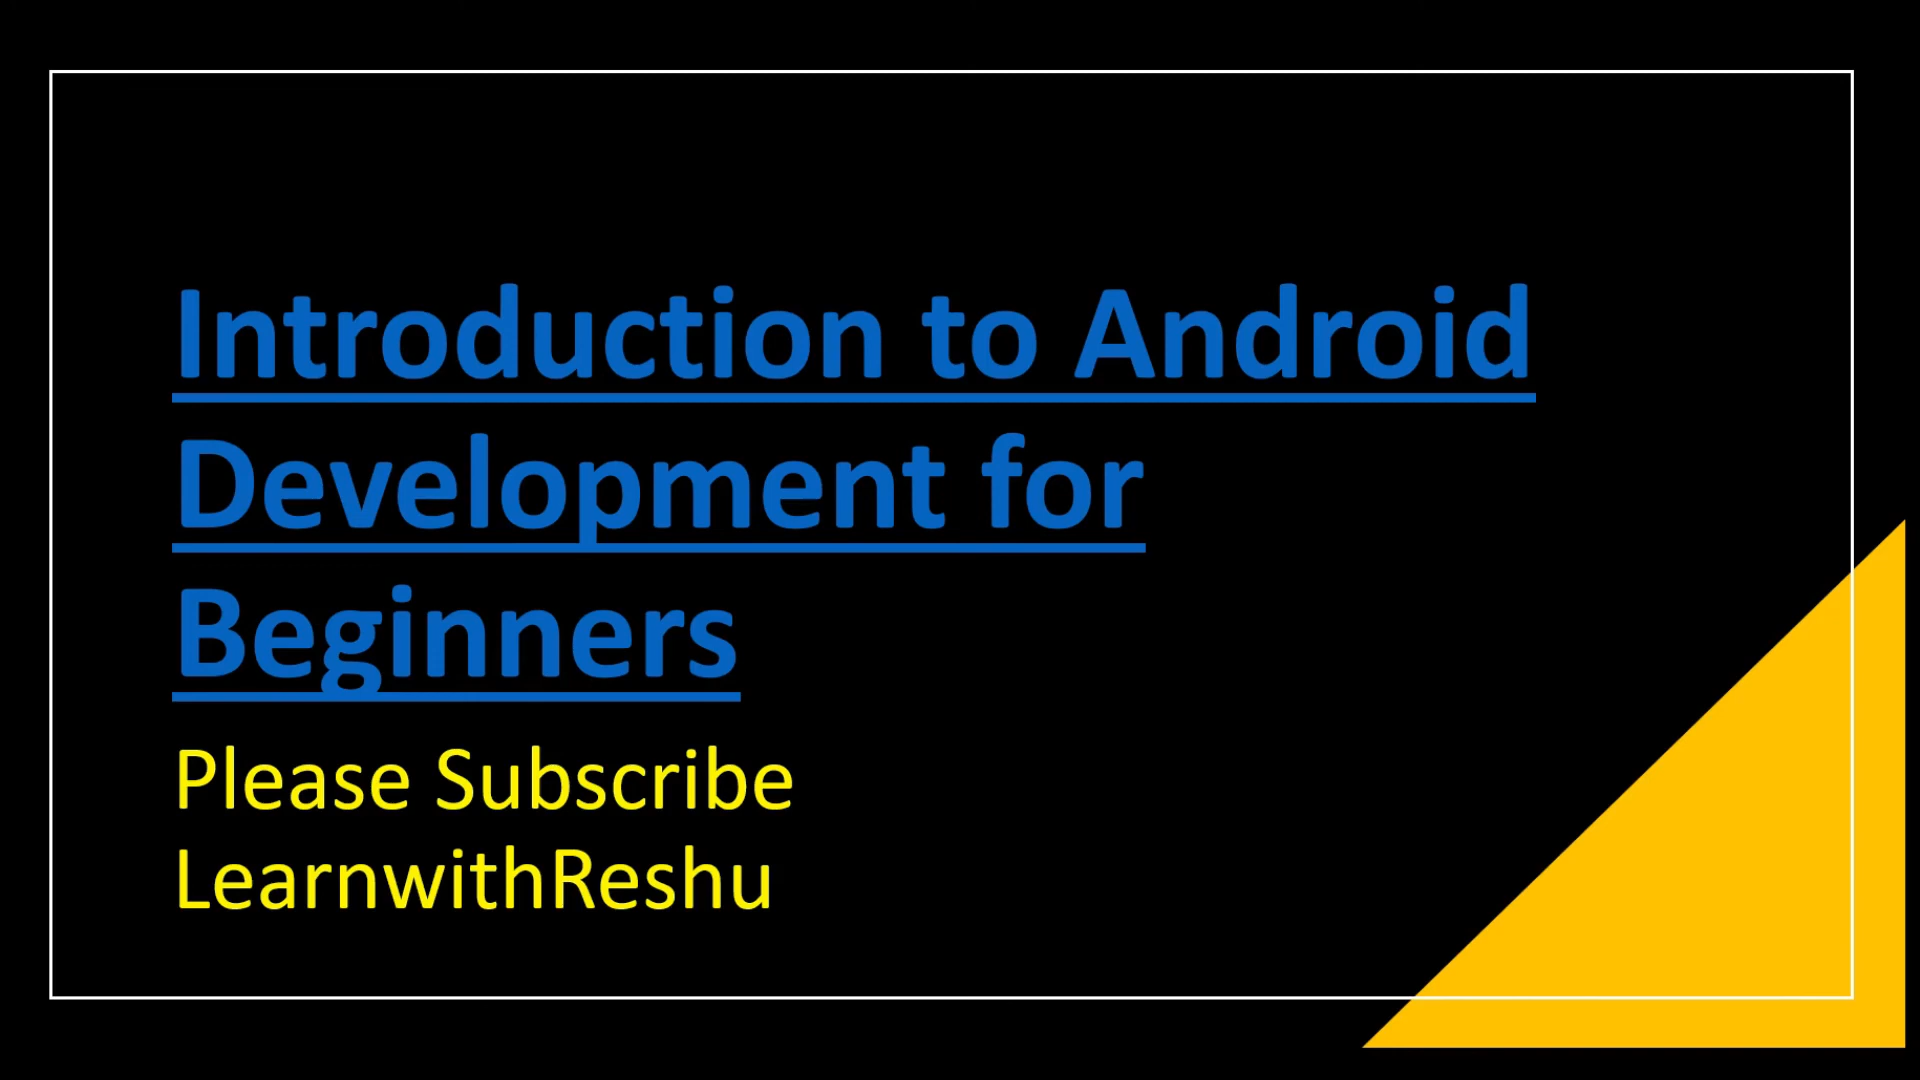 Introduction to Android
Development for
Beginners
Please Subscribe
LearnwithReshu